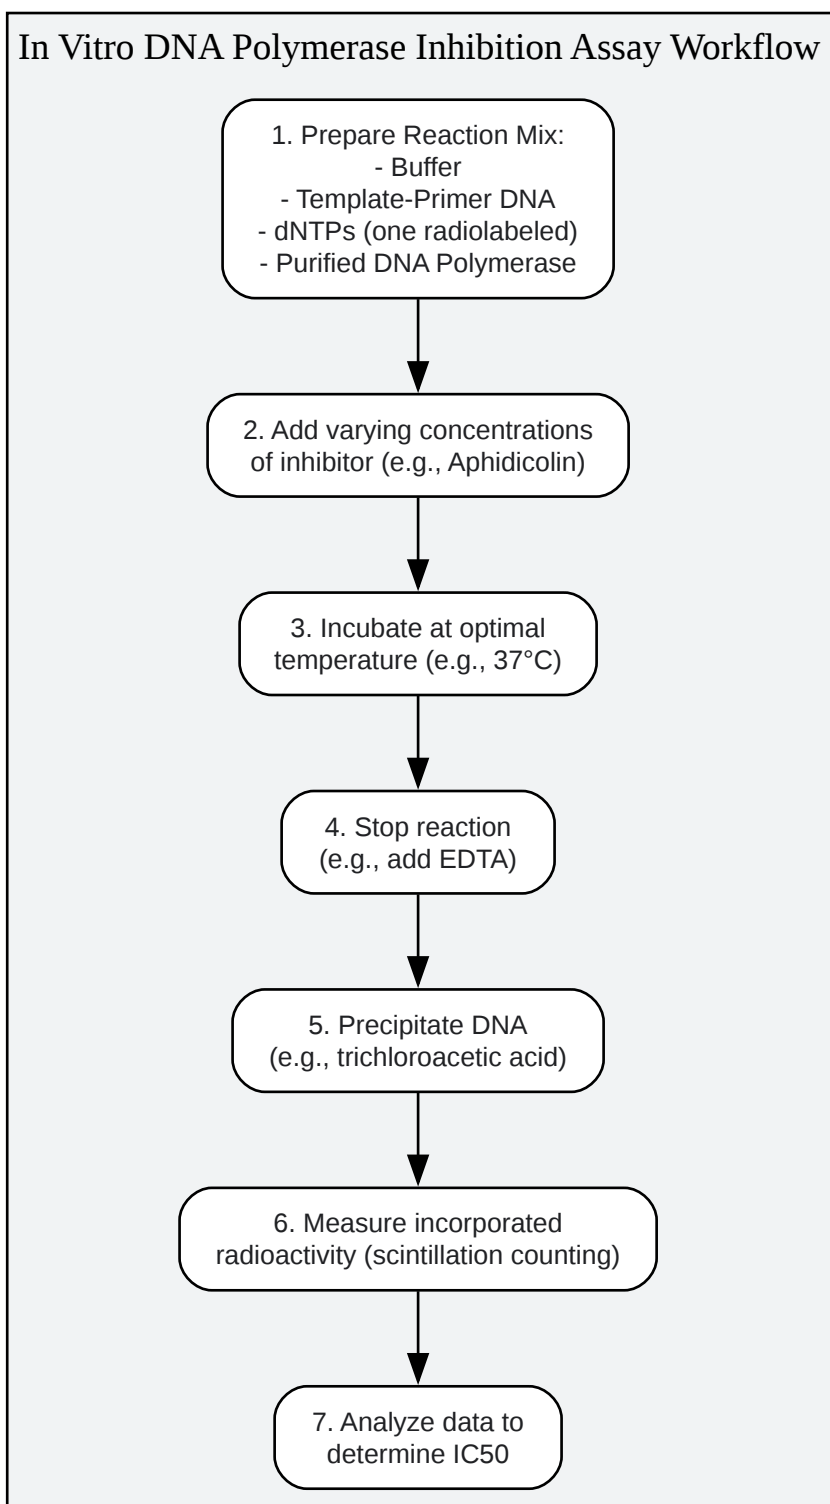 In Vitro DNA Polymerase Inhibition Assay Workflow
1. Prepare Reaction Mix:
- Buffer
- Template-Primer DNA
- dNTPs (one radiolabeled)
- Purified DNA Polymerase
2. Add varying concentrations
of inhibitor (e.g., Aphidicolin)
3. Incubate at optimal
temperature (e.g., 37°C)
4. Stop reaction
(e.g., add EDTA)
5. Precipitate DNA
(e.g., trichloroacetic acid)
6. Measure incorporated
radioactivity (scintillation counting)
7. Analyze data to
determine IC50